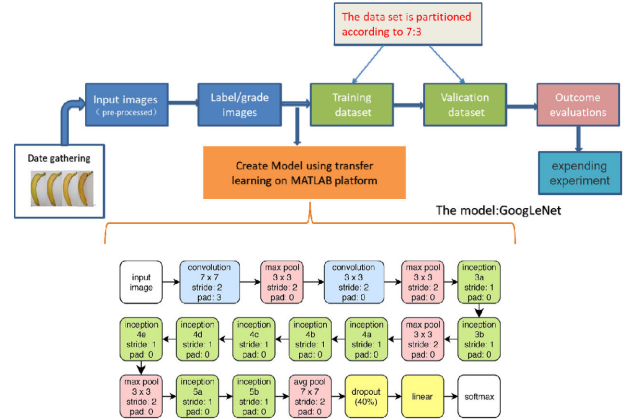 The data set is partitioned
according to 7:3
Input images
( pre-processed)
Label/grade
images
Training
dataset
Valication
dataset
Outcome
evaluations
Date gathering
Create Model using transfer
learning on MATLAB platform
expending
experiment
The model:GoogLeNet
input
image
convolution
7 x 7
stride: 2
pad: 3
max pool
3 x 3
stride: 2
pad: 0
convolution
3 x 3
stride: 2
pad: 0
max pool
3 x 3
stride: 2
pad: 0
inception
3a
stride: 1
pad: 0
inception
4e
stride: 1
pad: 0
inception
4d
stride: 1
pad: 0
inception
4c
stride: 1
pad: 0
inception
4b
stride: 1
pad: 0
inception
4a
stride: 1
pad: 0
max pool
3 x 3
stride: 2
pad: 0
inception
3b
stride: 1
pad: 0
max pool
3 x 3
stride: 2
pad: 0
inception
5a
stride: 1
pad: 0
inception
5b
stride: 1
pad: 0
avg pool
7 x 7
stride: 2
pad: 0
dropout
(40%)
linear
softmax